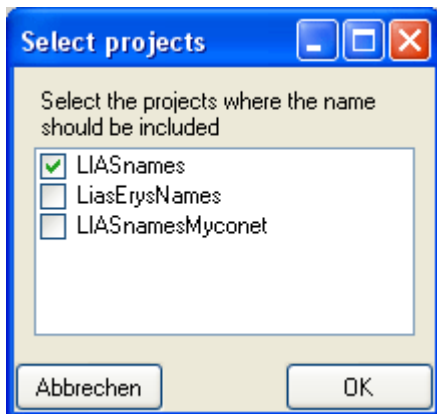 Select projects
Select the projects where the name
should be included
LIASnames
LiasErysNames
LIASnamesMyconet
Abbrechen OK